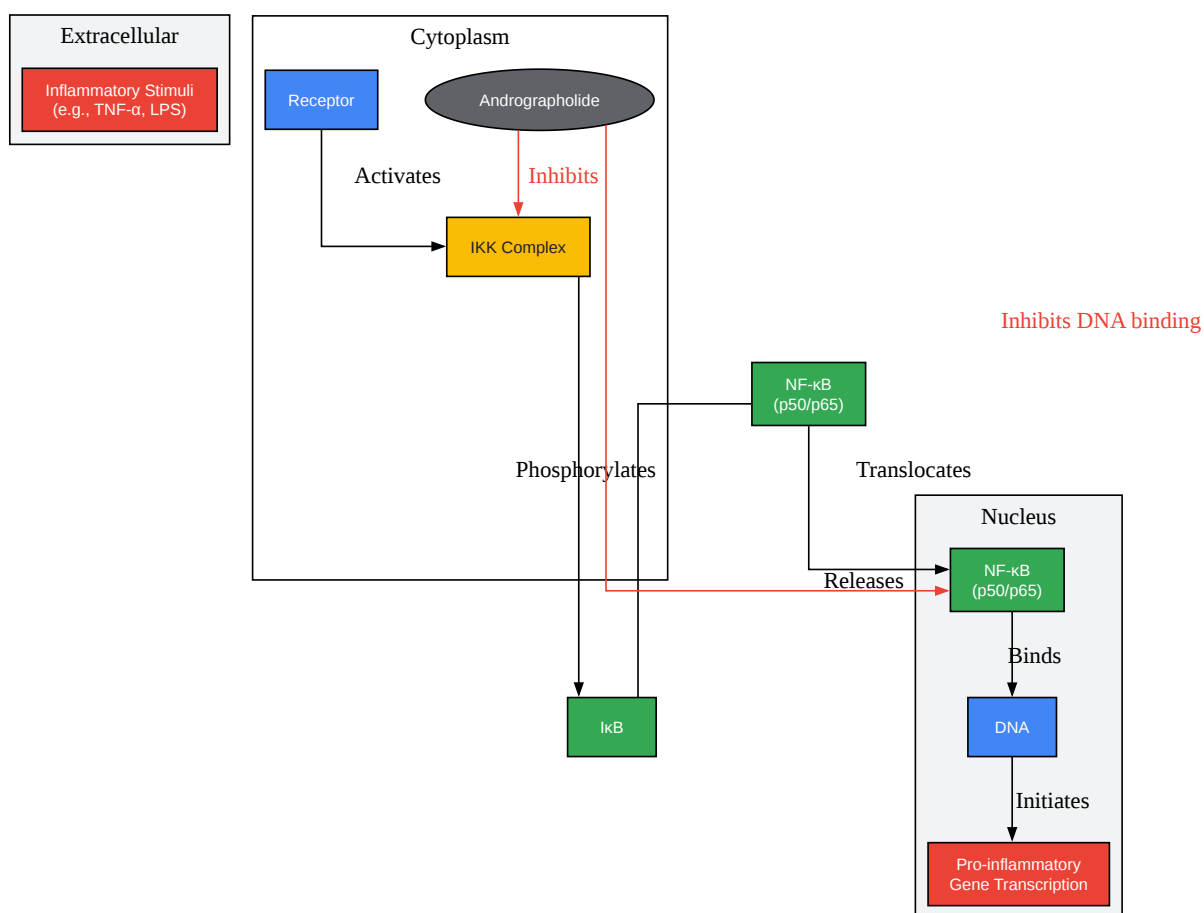 Extracellular
Cytoplasm
Inflammatory Stimuli
(e.g., TNF-α, LPS)
Receptor
Andrographolide
Activates
Inhibits
IKK Complex
Inhibits DNA binding
NF-κB
(p50/p65)
Phosphorylates
Translocates
Nucleus
NF-κB
(p50/p65)
Releases
Binds
IκB
DNA
Initiates
Pro-inflammatory
Gene Transcription